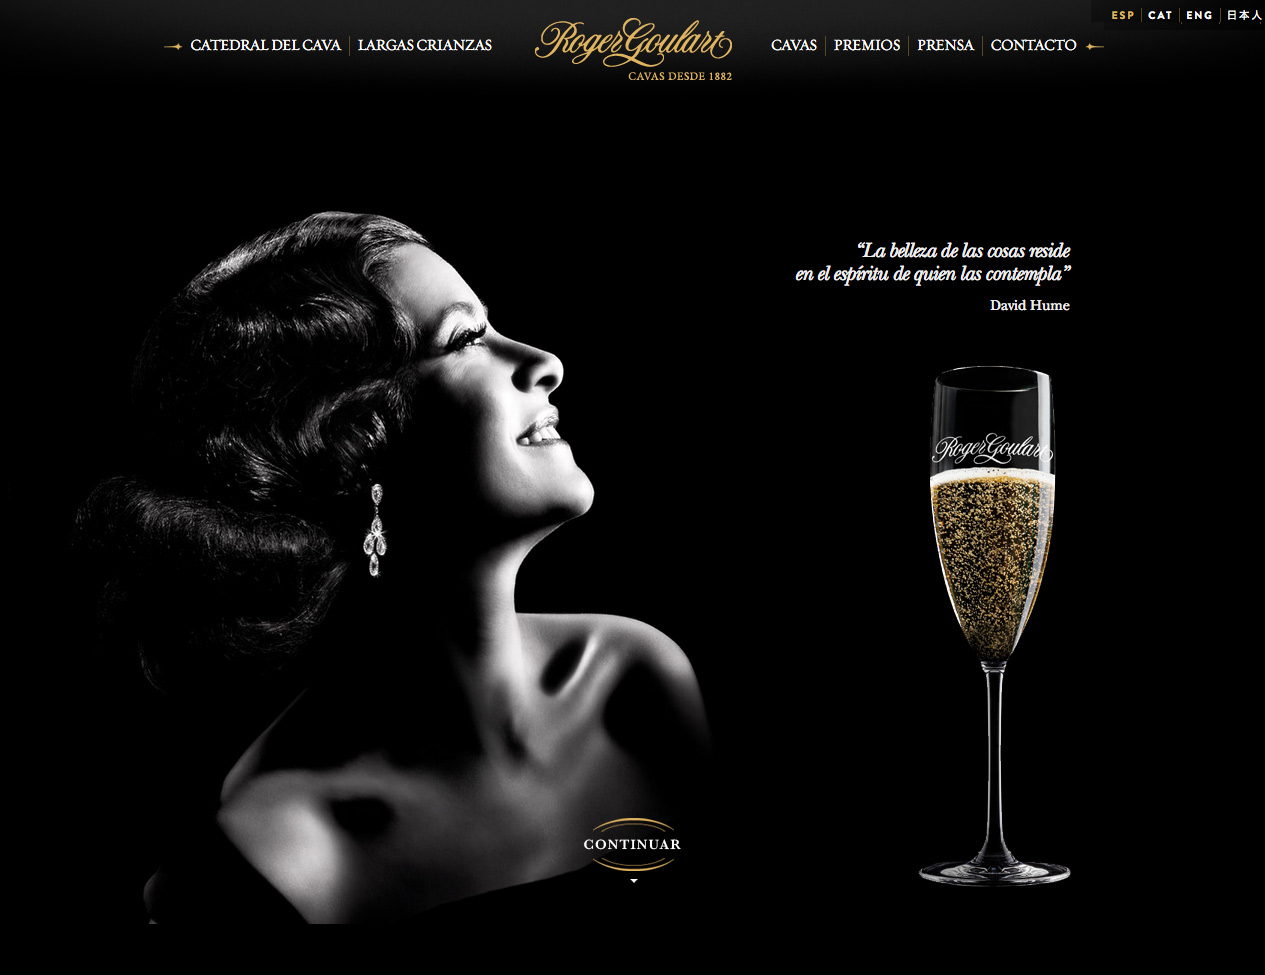 ESP CAT ENG 日本人
CATEDRAL DEL CAVA LARGAS CRIANZAS
Roger Goulart
CAVAS DESDE 1882
CAVAS PREMIOS PRENSA CONTACTO
“La belleza de las cosas reside
en el espíritu de quien las contempla”
David Hume
Roger Goulart
CONTINUAR